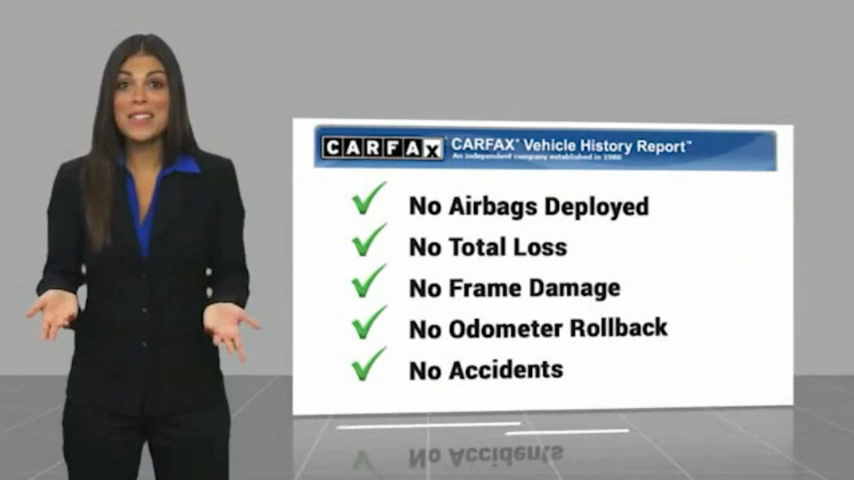 CARFAX CARFAX® Vehicle History Report™
An independent company established in 1986
No Airbags Deployed
No Total Loss
No Frame Damage
No Odometer Rollback
No Accidents
No Accidents